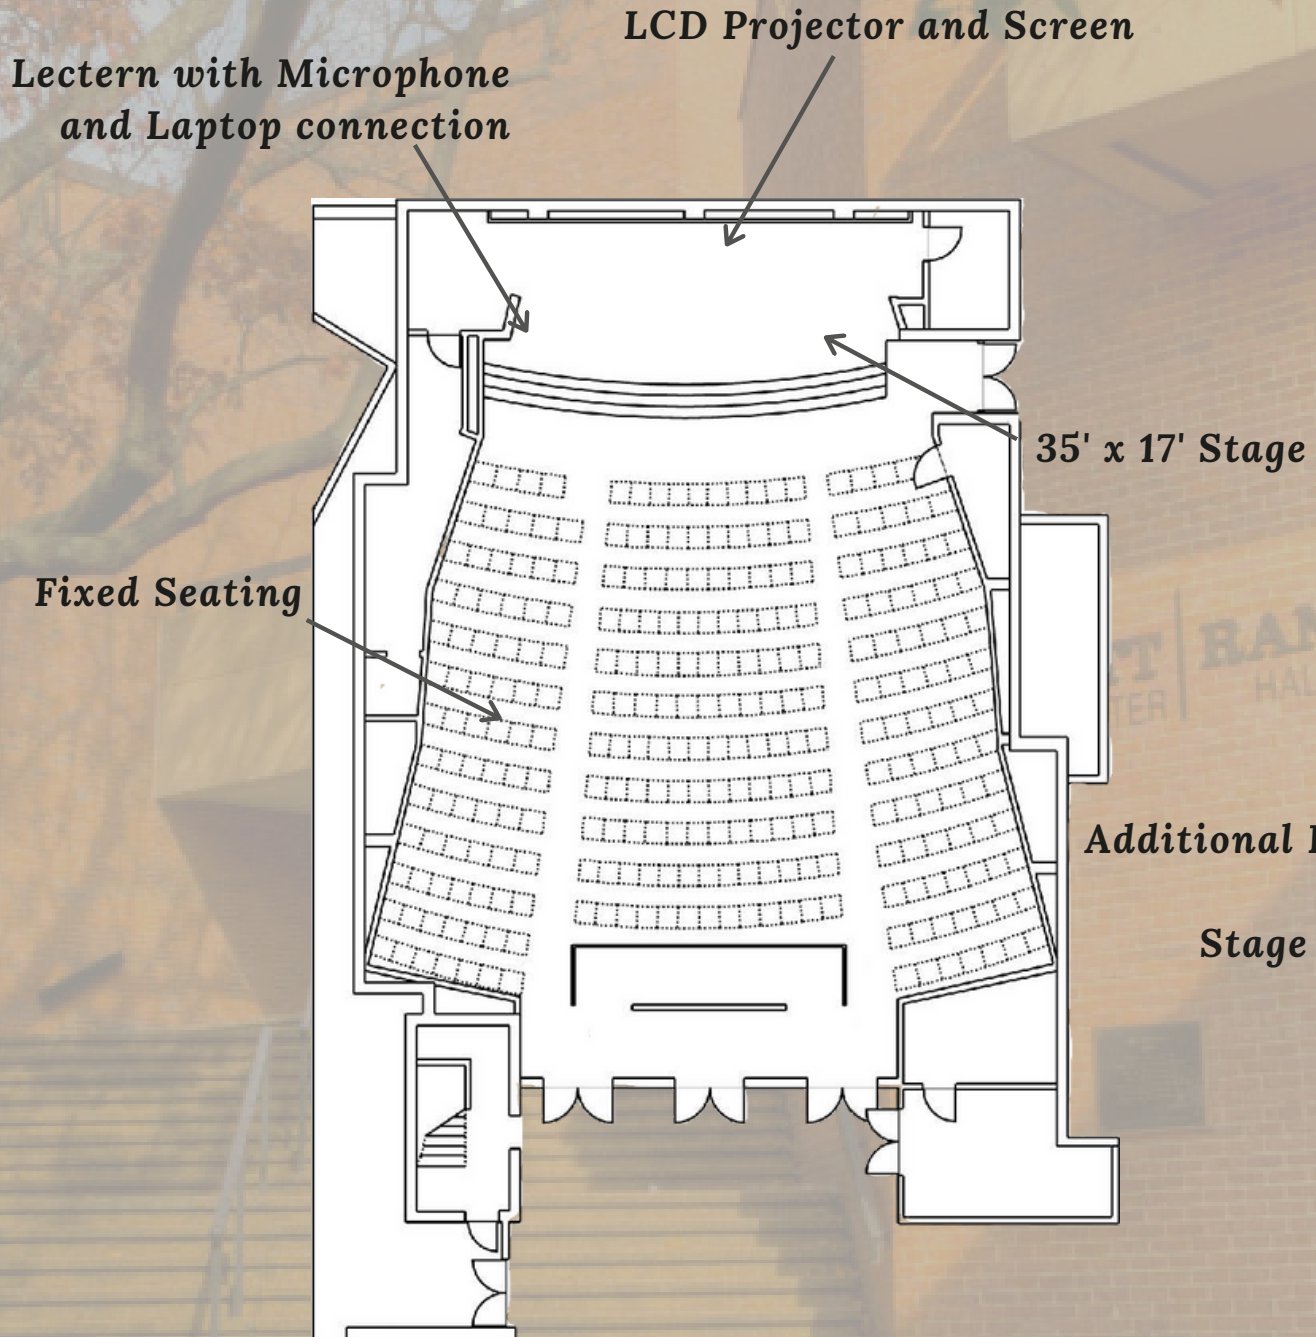 LCD Projector and Screen
Lectern with Microphone
and Laptop connection
35' x 17' Stage
Fixed Seating
Additional
Stage